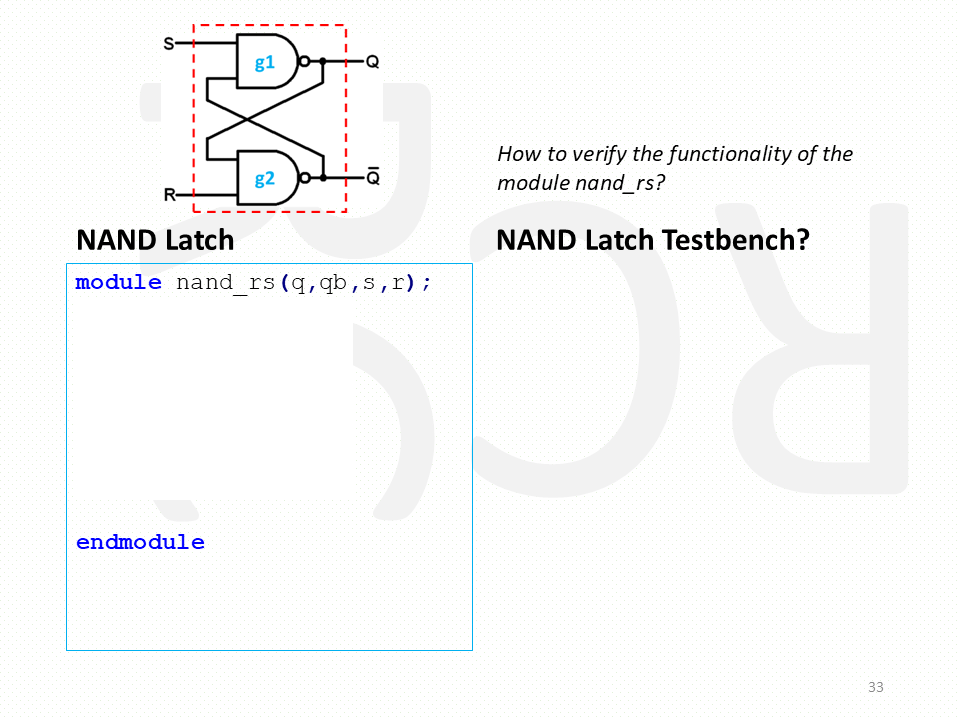 S
g1
Q
g2
Q̅
R
How to verify the functionality of the
module nand_rs?
NAND Latch
NAND Latch Testbench?
module nand_rs(q,qb,s,r);
endmodule
33